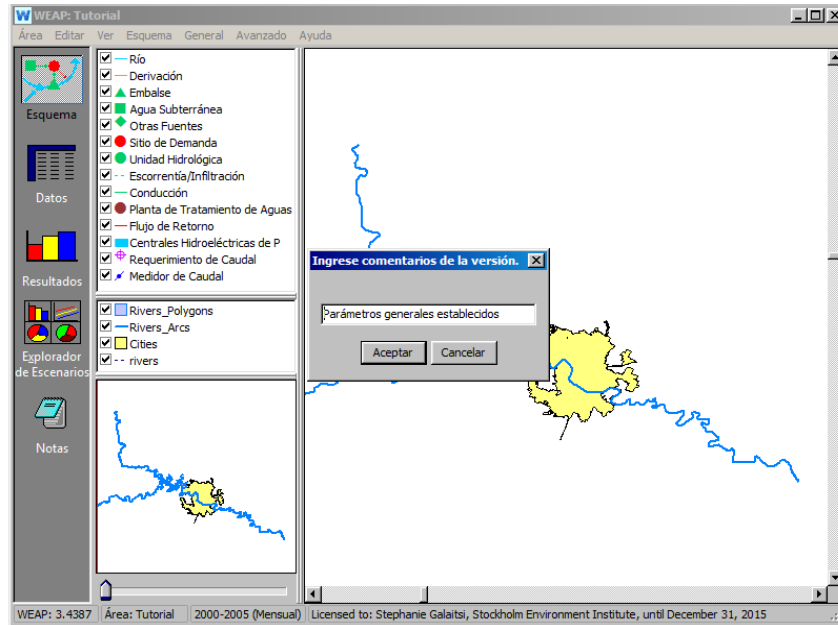 WEAP: Tutorial
Área Editar Ver Esquema General Avanzado Ayuda
Esquema
Datos
Resultados
Explorador
de Escenarios
Notas
Río
Derivación
Embalse
Agua Subterránea
Otras Fuentes
Sitio de Demanda
Unidad Hidrológica
Escorrentía/Infiltración
Conducción
Planta de Tratamiento de Aguas
Flujo de Retorno
Centrales Hidroeléctricas de P
Requerimiento de Caudal
Medidor de Caudal
Rivers_Polygons
Rivers_Arcs
Cities
rivers
Ingrese comentarios de la versión.
Parámetros generales establecidos
Aceptar Cancelar
WEAP: 3.4387 Área: Tutorial 2000-2005 (Mensual) Licensed to: Stephanie Galaitsi, Stockholm Environment Institute, until December 31, 2015